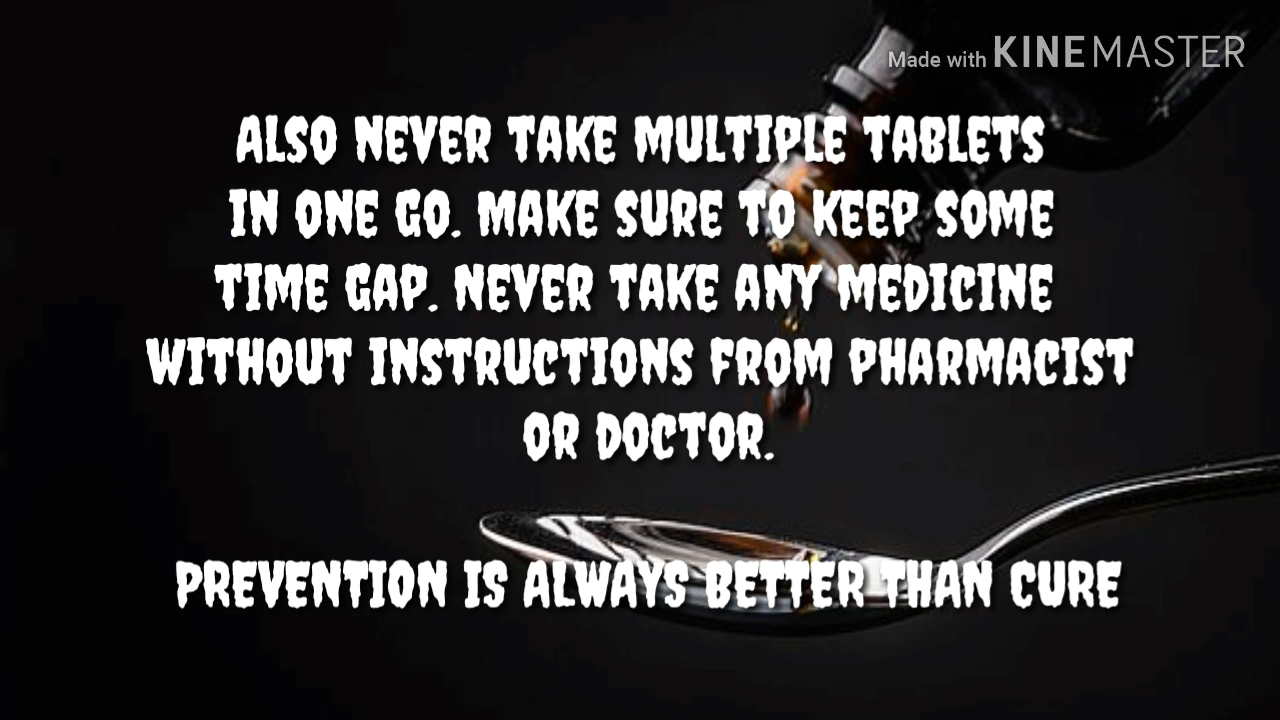 Made with KINEMASTER
ALSO NEVER TAKE MULTIPLE TABLETS
IN ONE GO. MAKE SURE TO KEEP SOME
TIME GAP. NEVER TAKE ANY MEDICINE
WITHOUT INSTRUCTIONS FROM PHARMACIST
OR DOCTOR.
PREVENTION IS ALWAYS BETTER THAN CURE